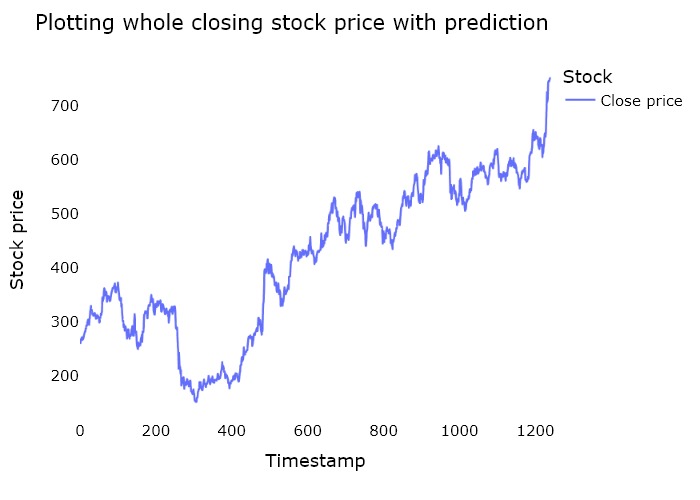 Plotting whole closing stock price with prediction
Stock
Close price
700
600
500
400
300
200
Stock price
0 200 400 600 800 1000 1200
Timestamp